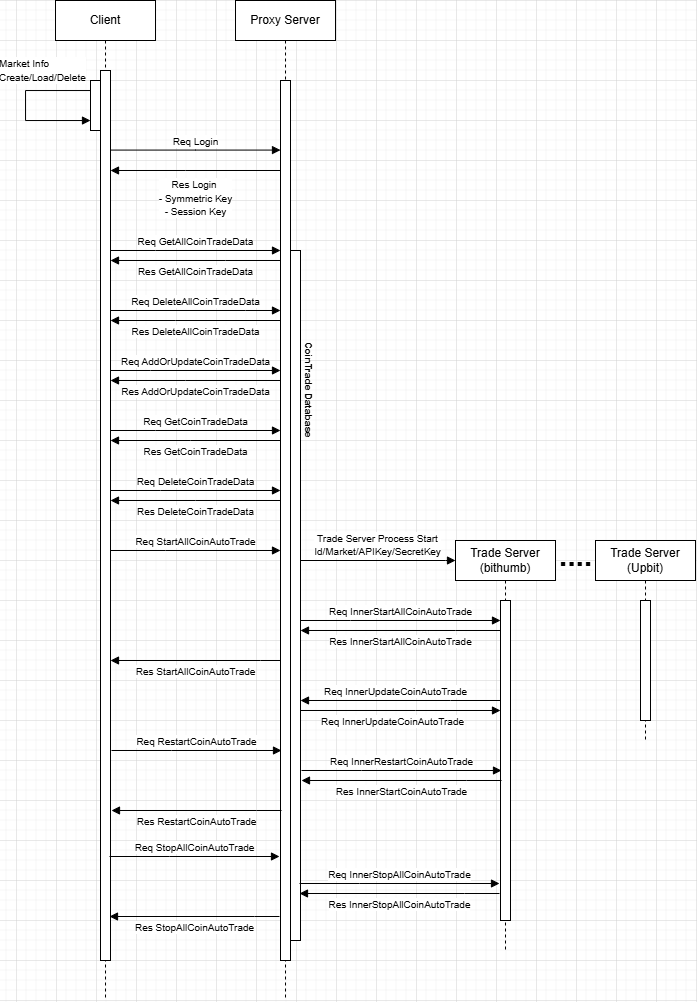 Client
Proxy Server
Market Info
Create/Load/Delete
Req Login
Res Login
- Symmetric Key
- Session Key
Req GetAllCoinTradeData
Res GetAllCoinTradeData
Req DeleteAllCoinTradeData
Res DeleteAllCoinTradeData
CoinTrade Database
Req AddOrUpdateCoinTradeData
Res AddOrUpdateCoinTradeData
Req GetCoinTradeData
Res GetCoinTradeData
Req DeleteCoinTradeData
Res DeleteCoinTradeData
Req StartAllCoinAutoTrade
Trade Server Process Start
Id/Market/APIKey/SecretKey
Trade Server
(bithumb)
Trade Server
(Upbit)
Req InnerStartAllCoinAutoTrade
Res InnerStartAllCoinAutoTrade
Res StartAllCoinAutoTrade
Req InnerUpdateCoinAutoTrade
Req InnerUpdateCoinAutoTrade
Req RestartCoinAutoTrade
Req InnerRestartCoinAutoTrade
Res InnerStartCoinAutoTrade
Res RestartCoinAutoTrade
Req StopAllCoinAutoTrade
Req InnerStopAllCoinAutoTrade
Res InnerStopAllCoinAutoTrade
Res StopAllCoinAutoTrade